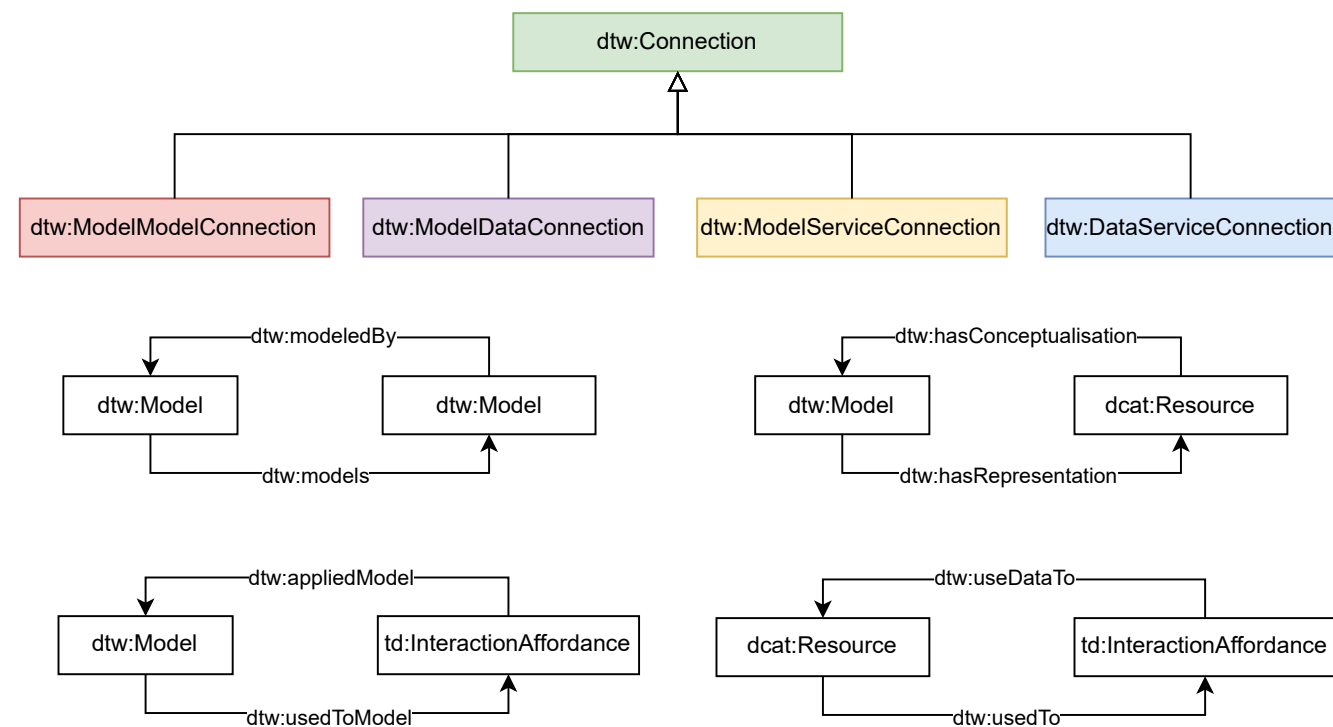 dtw:Connection
dtw:ModelModelConnection
dtw:ModelDataConnection
dtw:ModelServiceConnection
dtw:DataServiceConnection
dtw:modeledBy
dtw:Model
dtw:Model
dtw:models
dtw:hasConceptualisation
dtw:Model
dcat:Resource
dtw:hasRepresentation
dtw:appliedModel
dtw:Model
td:InteractionAffordance
dtw:usedToModel
dtw:useDataTo
dcat:Resource
td:InteractionAffordance
dtw:usedTo